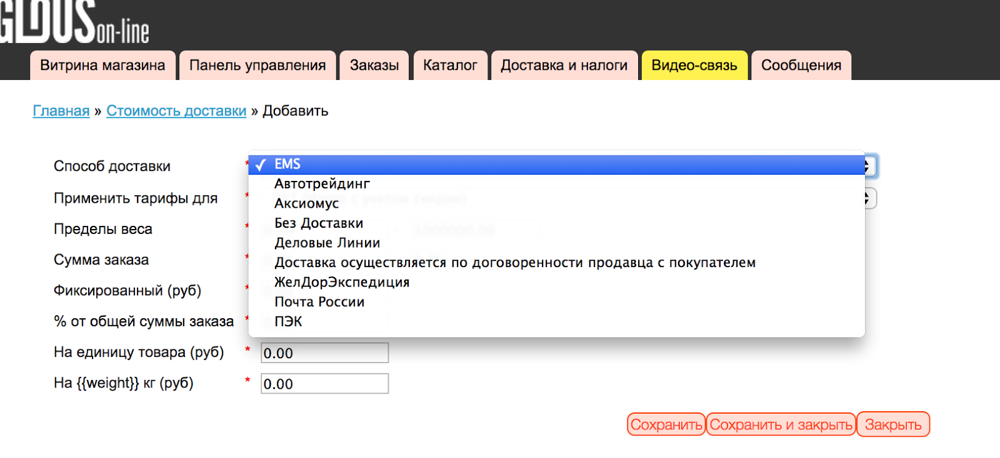 on-line
Витрина магазина Панель управления Заказы Каталог Доставка и налоги Видео-связь Сообщения
Главная » Стоимость доставки » Добавить
Способ доставки * ✓ EMS
Автотрейдинг
Применить тарифы для *
Аксиомус
Без Доставки
Пределы веса *
Деловые Линии
Сумма заказа *
Доставка осуществляется по договоренности продавца с покупателем
ЖелДорЭкспедиция
Фиксированный (руб) *
Почта России
% от общей суммы заказа *
ПЭК
На единицу товара (руб) * 0.00
На {{weight}} кг (руб) * 0.00
Сохранить Сохранить и закрыть Закрыть